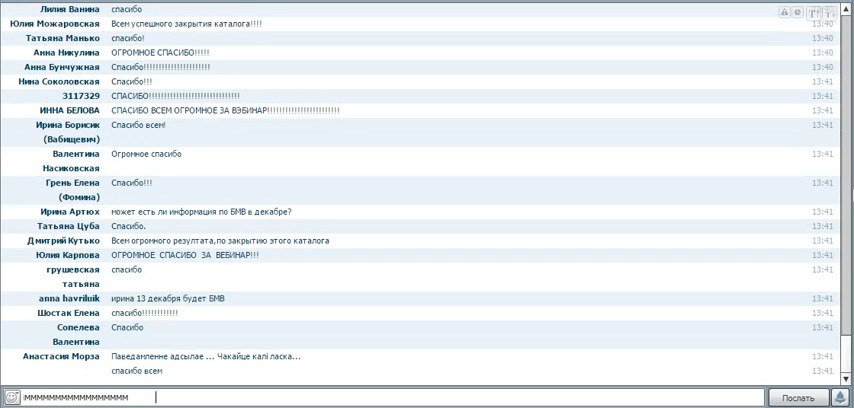 Лилия Ванина спасибо
Юлия Можаровская Всем успешного закрытия каталога!!!! 13:40
Татьяна Манько спасибо! 13:40
Анна Никулина ОГРОМНОЕ СПАСИБО!!!!! 13:40
Анна Бунчужная Спасибо!!!!!!!!!!!!!!!!!!!!!! 13:40
Нина Соколовская Спасибо!!! 13:41
3117329 СПАСИБО!!!!!!!!!!!!!!!!!!!!!!!!!!!!!! 13:41
ИННА БЕЛОВА СПАСИБО ВСЕМ ОГРОМНОЕ ЗА ВЭБИНАР!!!!!!!!!!!!!!!!!!!!!!!! 13:41
Ирина Борисик Спасибо всем! 13:41
(Вабищевич)
Валентина Огромное спасибо 13:41
Насиковская
Грень Елена Спасибо!!! 13:41
(Фомина)
Ирина Артюх может есть ли информация по БМВ в декабре? 13:41
Татьяна Цуба Спасибо. 13:41
Дмитрий Кутько Всем огромного резултата,по закрытию этого каталога 13:41
Юлия Карпова ОГРОМНОЕ СПАСИБО ЗА ВЕБИНАР!!! 13:41
грушевская спасибо 13:41
татьяна
anna havriluik ирина 13 декабря будет БМВ 13:41
Шостак Елена спасибо!!!!!!!!!!!! 13:41
Сопелева Спасибо 13:41
Валентина
Анастасия Морза Паведамленне адсылае ... Чакайце калі ласка... 13:41
спасибо всем 13:41
ммммммммммммммммм Послать